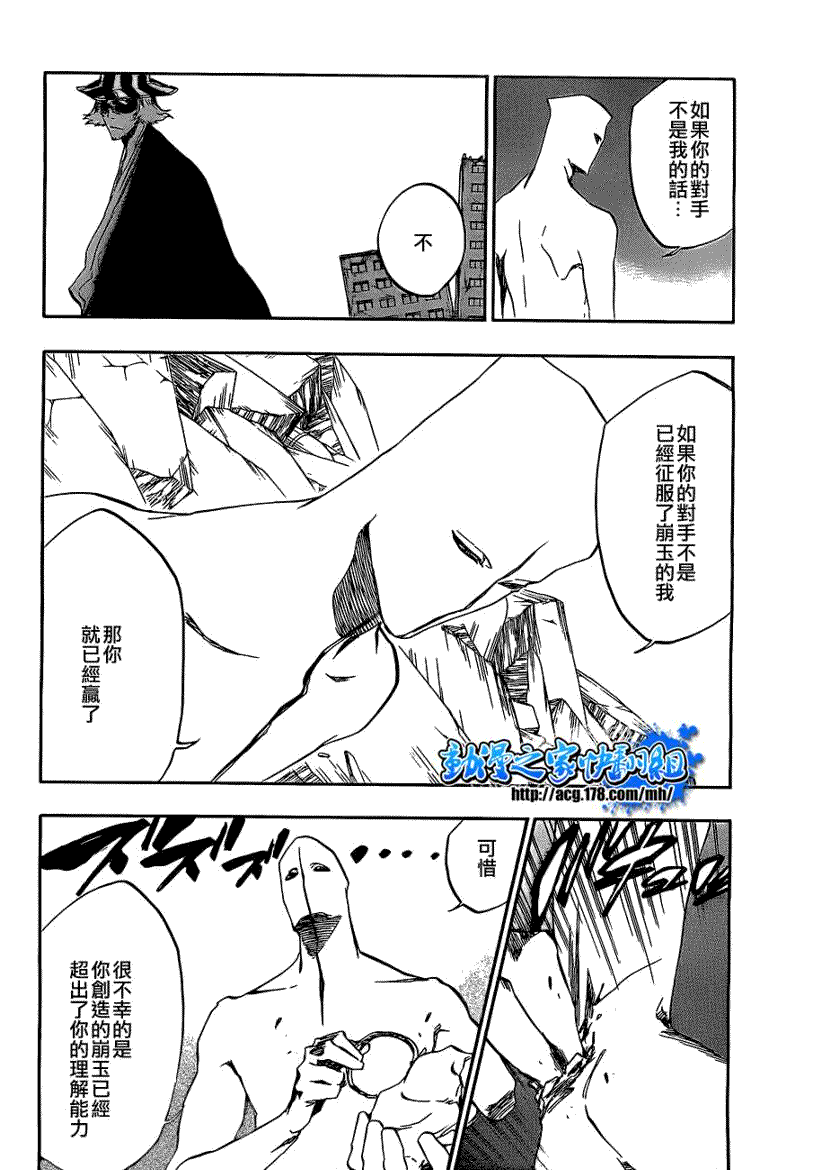 如果你的對手
不是我的話…
不
如果你的對手不是
已經征服了崩玉的我
那你
就已經贏了
動漫之家快翻組
http://acg.178.com/mh/
可惜
ズズズ
很不幸的是
你創造的崩玉已經
超出了你的理解能力